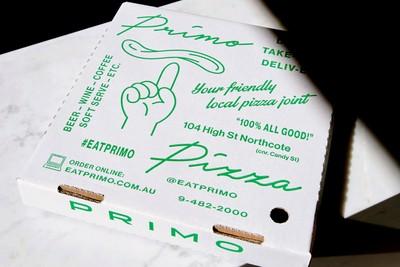 Primo
TAKE
DELIV-E
BEER - WINE - COFFEE
SOFT SERVE - ETC.
Your friendly
local pizza joint
"100% ALL GOOD!"
104 High St Northcote
(cnr. Candy St)
#EATPRIMO
Pizza
ORDER ONLINE:
EATPRIMO.COM.AU
@EATPRIMO
9-482-2000
PRIMO